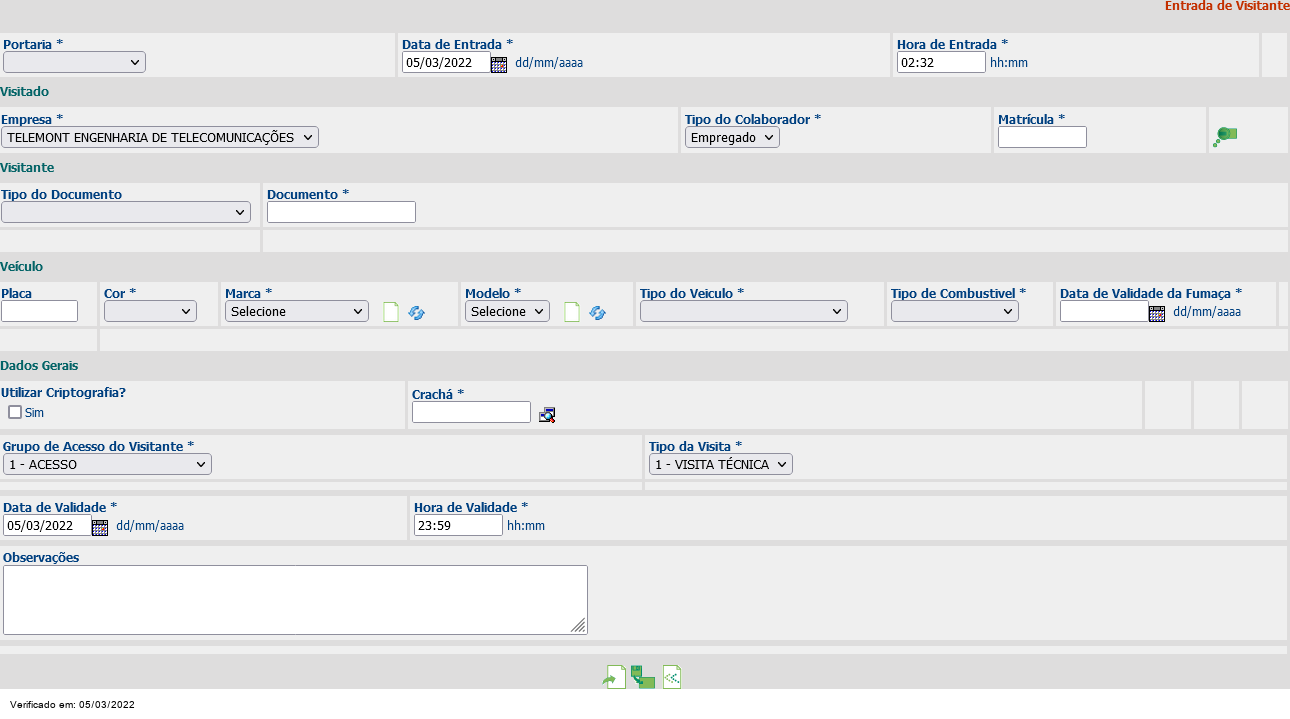 Entrada de Visitante
Portaria * Data de Entrada * Hora de Entrada *
05/03/2022 dd/mm/aaaa 02:32 hh:mm
Visitado
Empresa * Tipo do Colaborador * Matrícula *
TELEMONT ENGENHARIA DE TELECOMUNICAÇÕES Empregado
Visitante
Tipo do Documento Documento *
Veículo
Placa Cor * Marca * Modelo * Tipo do Veiculo * Tipo de Combustivel * Data de Validade da Fumaça *
Selecione Selecione dd/mm/aaaa
Dados Gerais
Utilizar Criptografia? Crachá *
Sim
Grupo de Acesso do Visitante * Tipo da Visita *
1 - ACESSO 1 - VISITA TÉCNICA
Data de Validade * Hora de Validade *
05/03/2022 dd/mm/aaaa 23:59 hh:mm
Observações
Verificado em: 05/03/2022